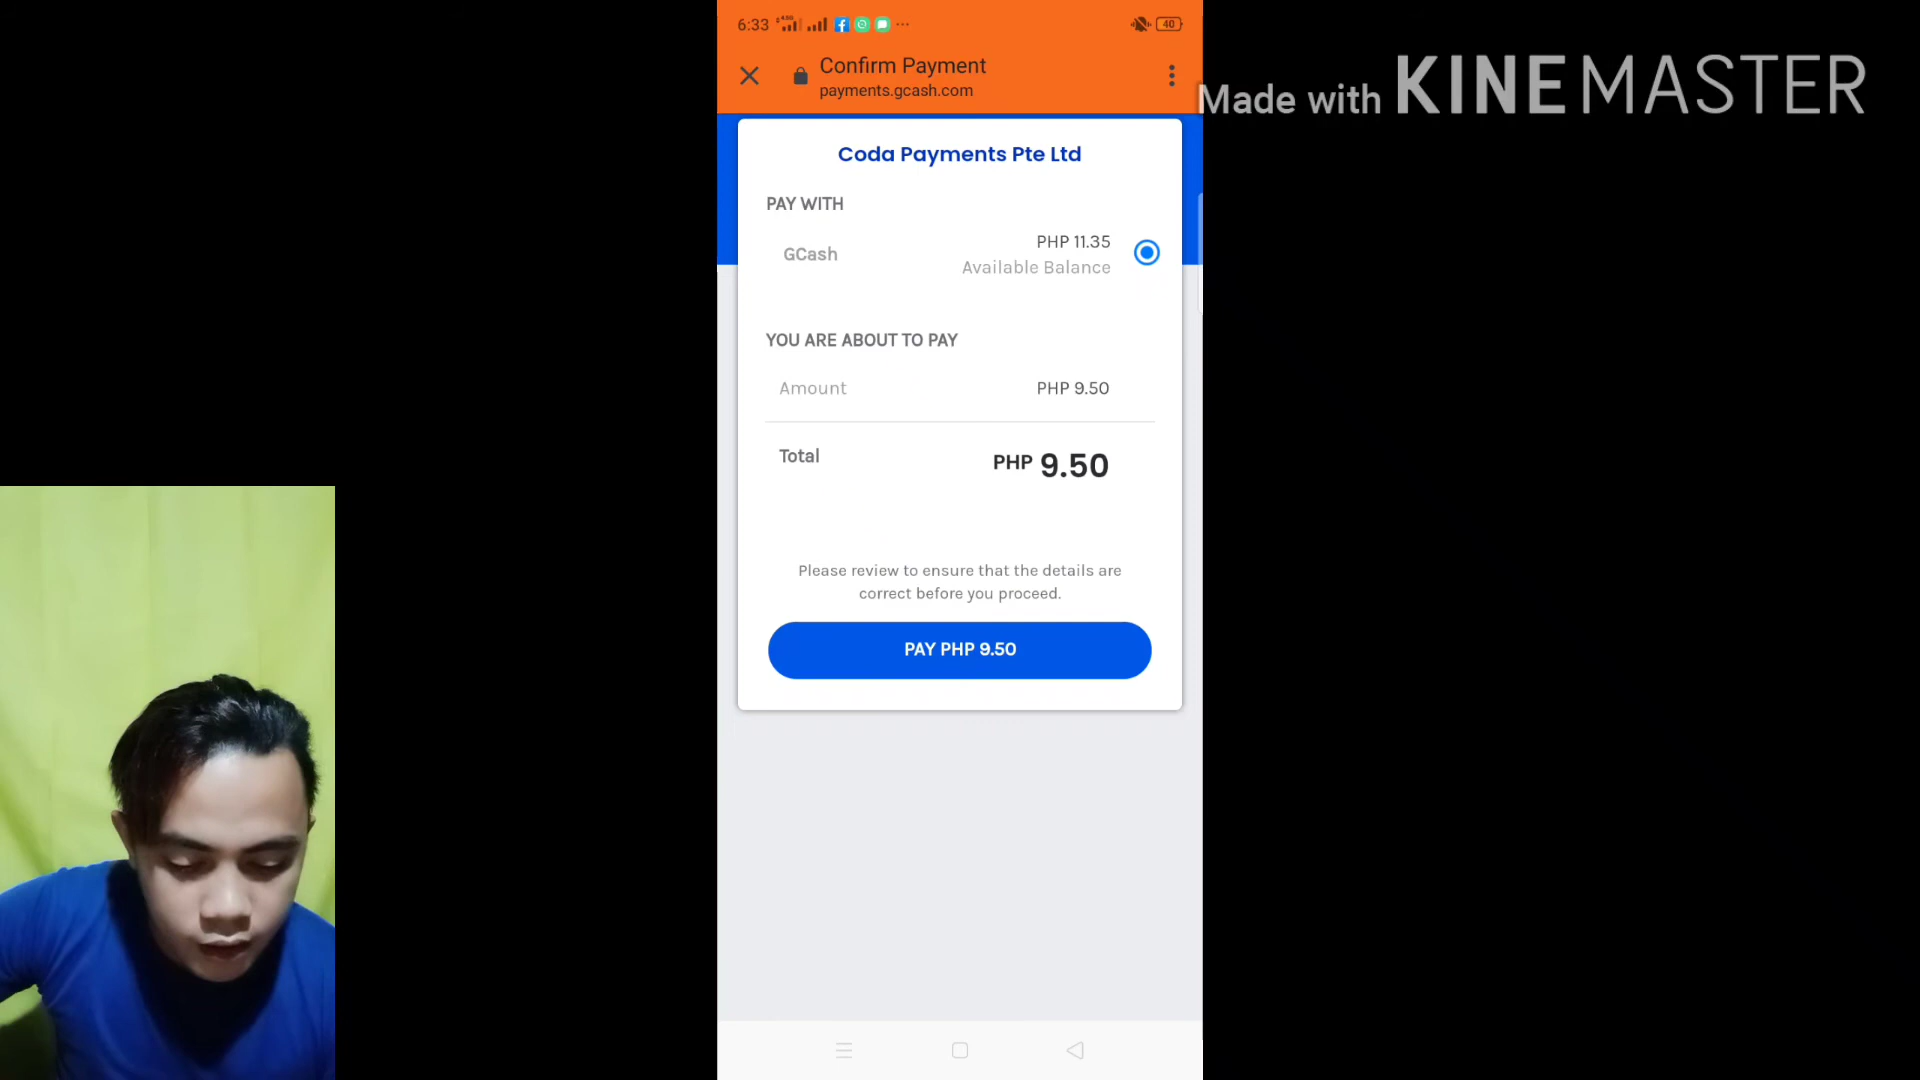 6:33
40
Confirm Payment
payments.gcash.com
Made with KINEMASTER
Coda Payments Pte Ltd
PAY WITH
GCash
PHP 11.35
Available Balance
YOU ARE ABOUT TO PAY
Amount
PHP 9.50
Total
PHP 9.50
Please review to ensure that the details are
correct before you proceed.
PAY PHP 9.50